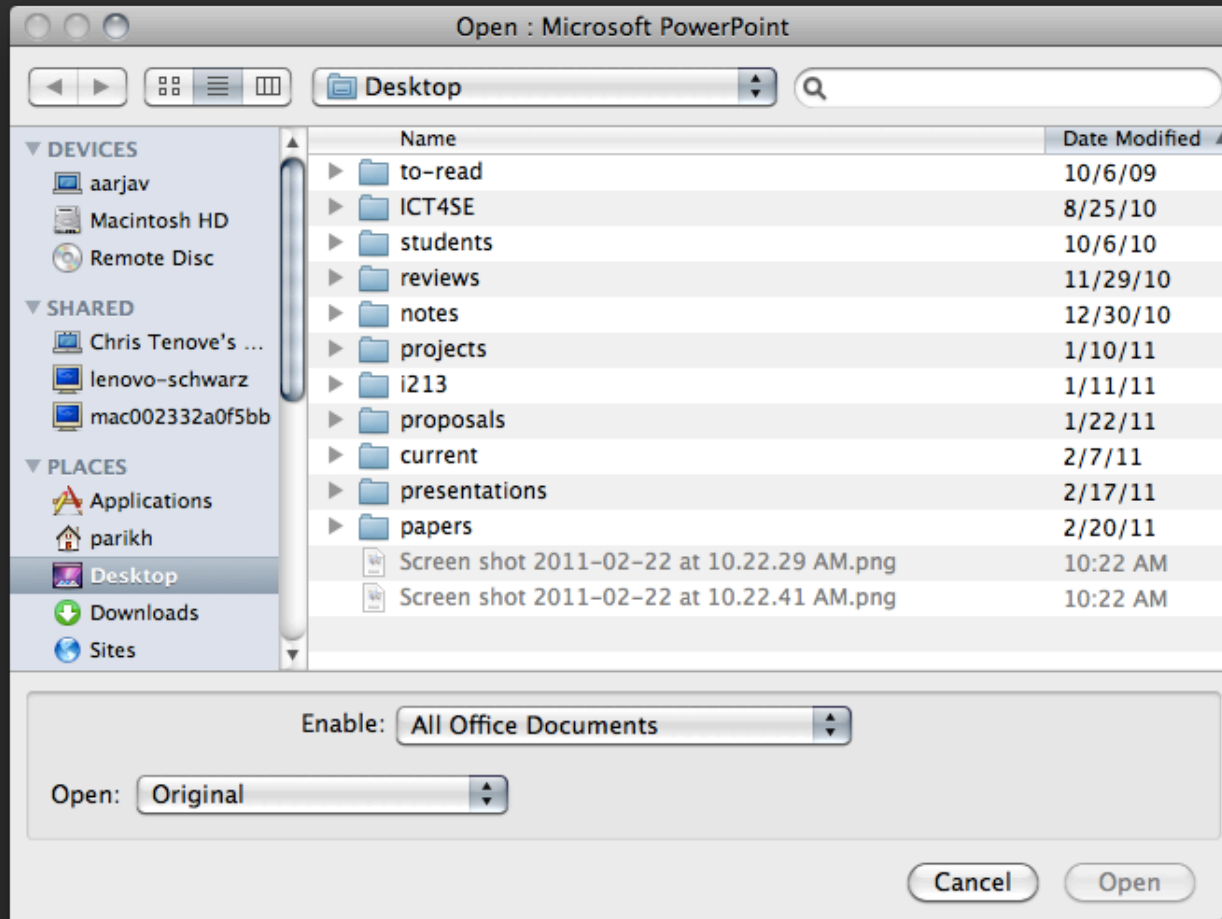 Open : Microsoft PowerPoint
Desktop
DEVICES
aarjav
Macintosh HD
Remote Disc
SHARED
Chris Tenove's ...
lenovo-schwarz
mac002332a0f5bb
PLACES
Applications
parikh
Desktop
Downloads
Sites
Name Date Modified
to-read 10/6/09
ICT4SE 8/25/10
students 10/6/10
reviews 11/29/10
notes 12/30/10
projects 1/10/11
i213 1/11/11
proposals 1/22/11
current 2/7/11
presentations 2/17/11
papers 2/20/11
Screen shot 2011-02-22 at 10.22.29 AM.png 10:22 AM
Screen shot 2011-02-22 at 10.22.41 AM.png 10:22 AM
Enable: All Office Documents
Open: Original
Cancel Open